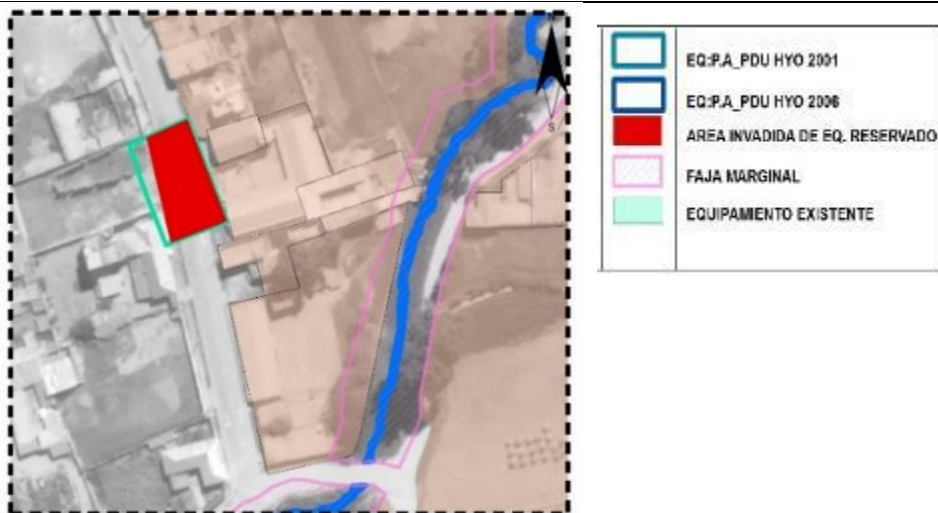 S
EQ:P.A_PDU HYO 2001
EQ:P.A_PDU HYO 2006
AREA INVADIDA DE EQ. RESERVADO
FAJA MARGINAL
EQUIPAMIENTO EXISTENTE